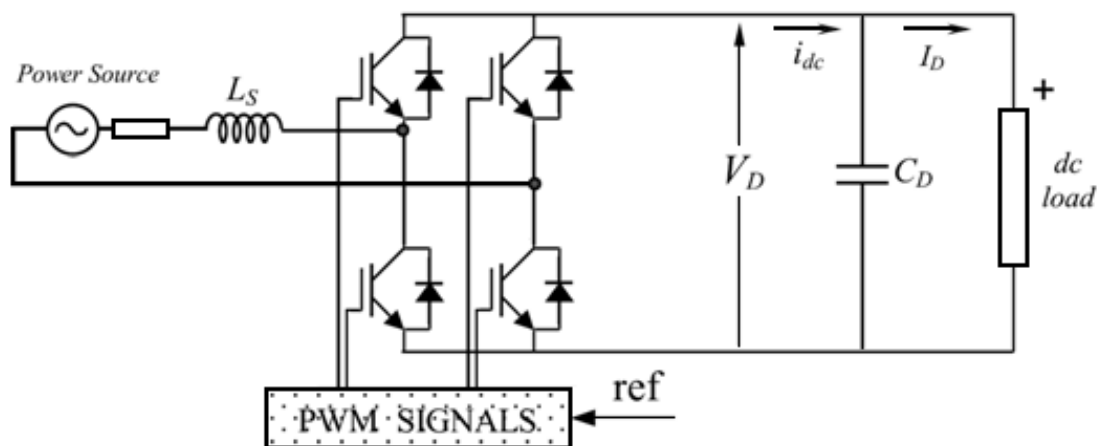 Power Source
L_S
i_dc
I_D
+
V_D
C_D
dc
load
ref
PWM SIGNALS